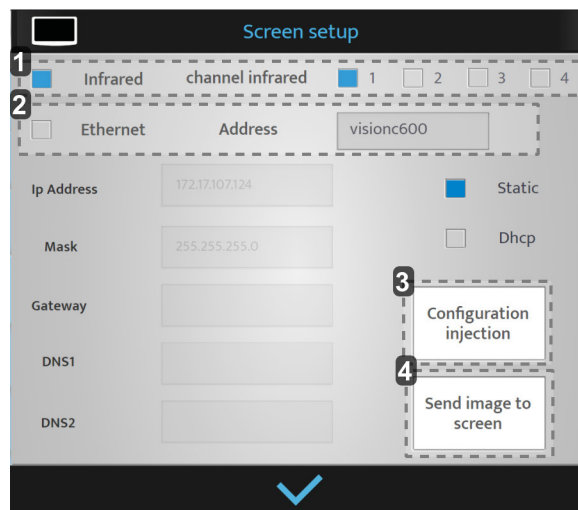 Screen setup
1
Infrared channel infrared 1 2 3 4
2
Ethernet Address visionc600
Ip Address 172.17.107.124 Static
Mask 255.255.255.0 Dhcp
3
Gateway
Configuration
injection
DNS1
4
Send image to
screen
DNS2